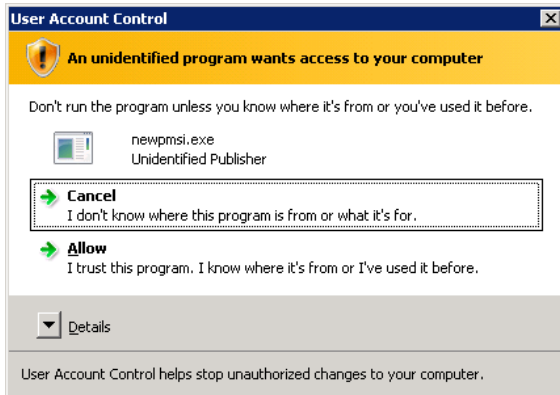 User Account Control
An unidentified program wants access to your computer
Don't run the program unless you know where it's from or you've used it before.
newpmsi.exe
Unidentified Publisher
Cancel
I don't know where this program is from or what it's for.
Allow
I trust this program. I know where it's from or I've used it before.
Details
User Account Control helps stop unauthorized changes to your computer.